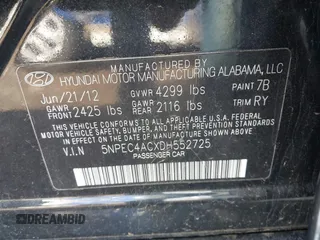 MANUFACTURED BY
HYUNDAI MOTOR MANUFACTURING ALABAMA, LLC
Jun/21/12 GVWR 4299 lbs PAINT 7B
GAWR FRONT 2425 lbs GAWR REAR 2116 lbs TRIM RY
THIS VEHICLE CONFORMS TO ALL APPLICABLE FEDERAL
MOTOR VEHICLE SAFETY, BUMPER, AND THEFT PREVENTION
STANDARDS IN EFFECT ON THE DATE OF MANUFACTURE SHOWN ABOVE.
V.I.N 5NPEC4ACXDH552725
PASSENGER CAR
DREAMBID